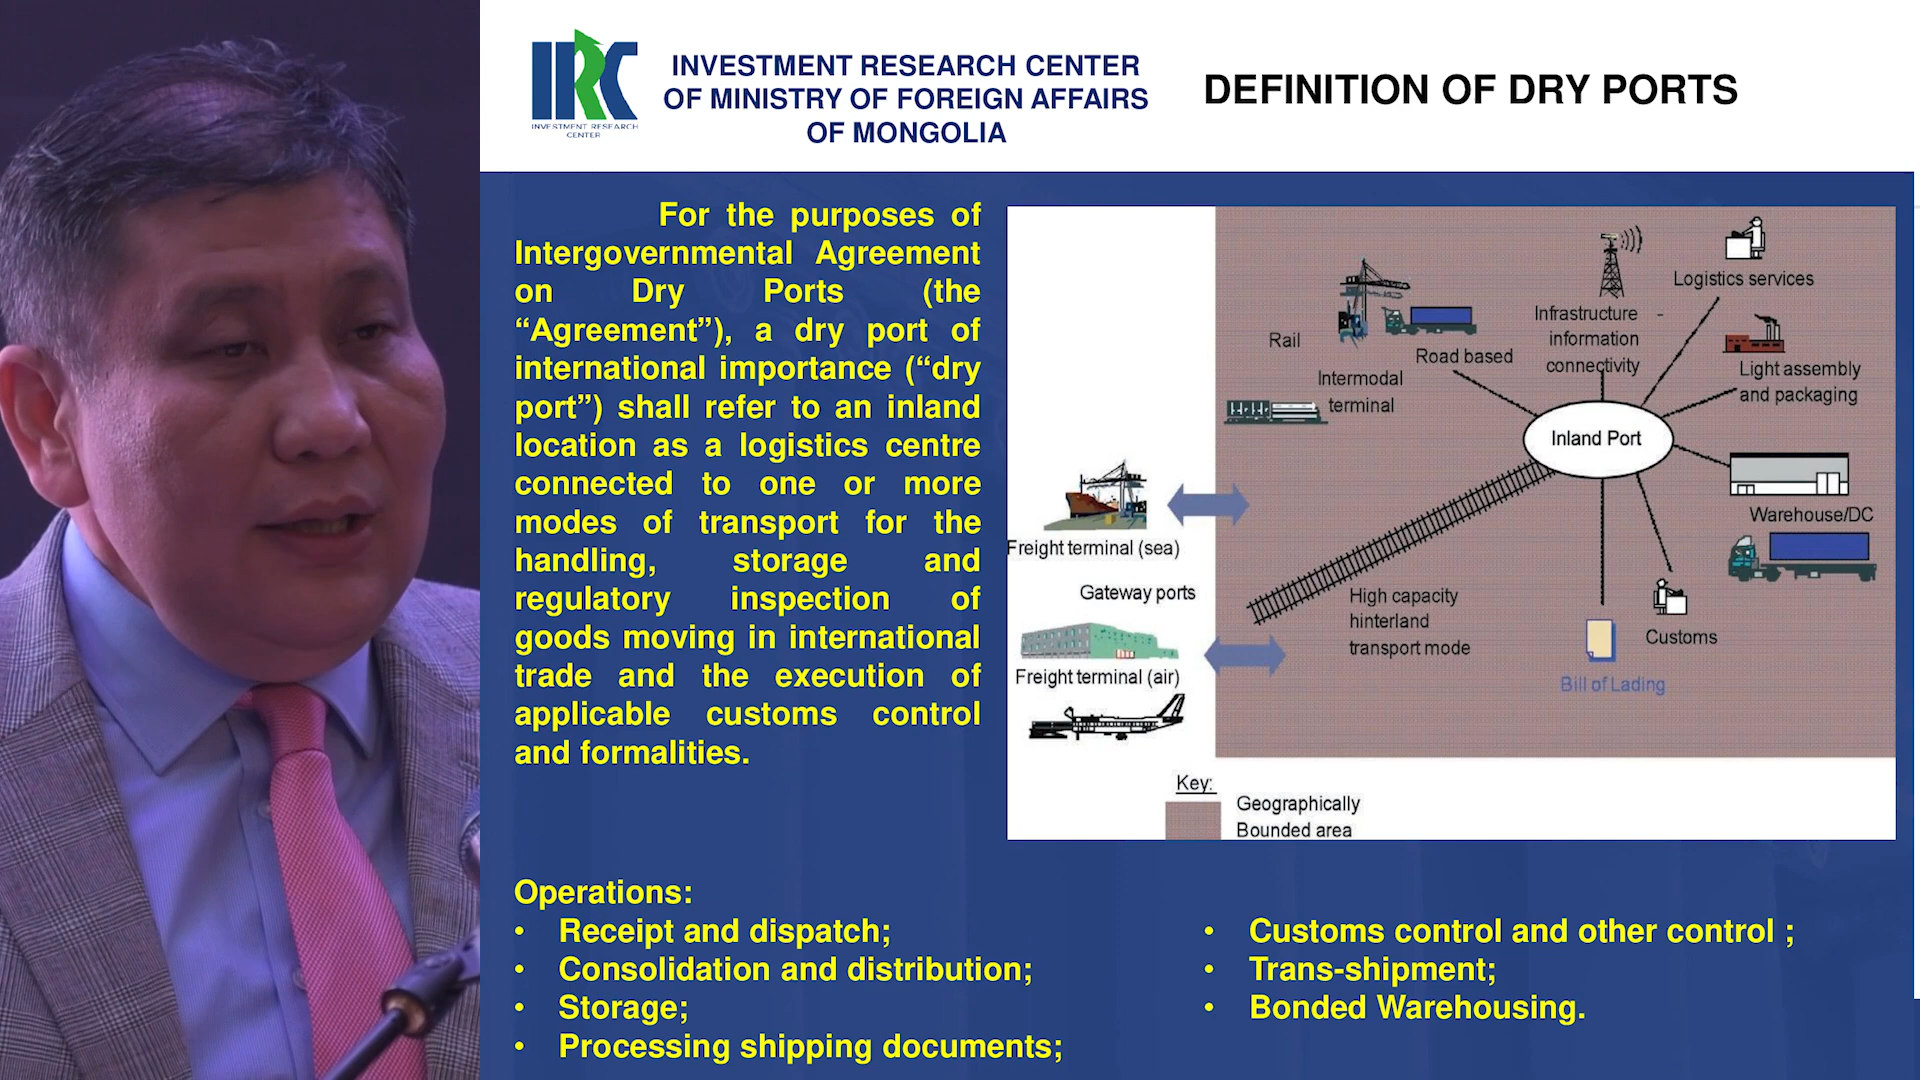 IRC
INVESTMENT RESEARCH
CENTER
INVESTMENT RESEARCH CENTER
OF MINISTRY OF FOREIGN AFFAIRS
OF MONGOLIA
DEFINITION OF DRY PORTS
For the purposes of
Intergovernmental Agreement
on Dry Ports (the
“Agreement”), a dry port of
international importance (“dry
port”) shall refer to an inland
location as a logistics centre
connected to one or more
modes of transport for the
handling, storage and
regulatory inspection of
goods moving in international
trade and the execution of
applicable customs control
and formalities.
Logistics services
Infrastructure -
information
connectivity
Rail
Road based
Intermodal
terminal
Light assembly
and packaging
Inland Port
Warehouse/DC
Freight terminal (sea)
Gateway ports
High capacity
hinterland
transport mode
Customs
Freight terminal (air)
Bill of Lading
Key:
Geographically
Bounded area
Operations:
• Receipt and dispatch;
• Consolidation and distribution;
• Storage;
• Processing shipping documents;
• Customs control and other control ;
• Trans-shipment;
• Bonded Warehousing.